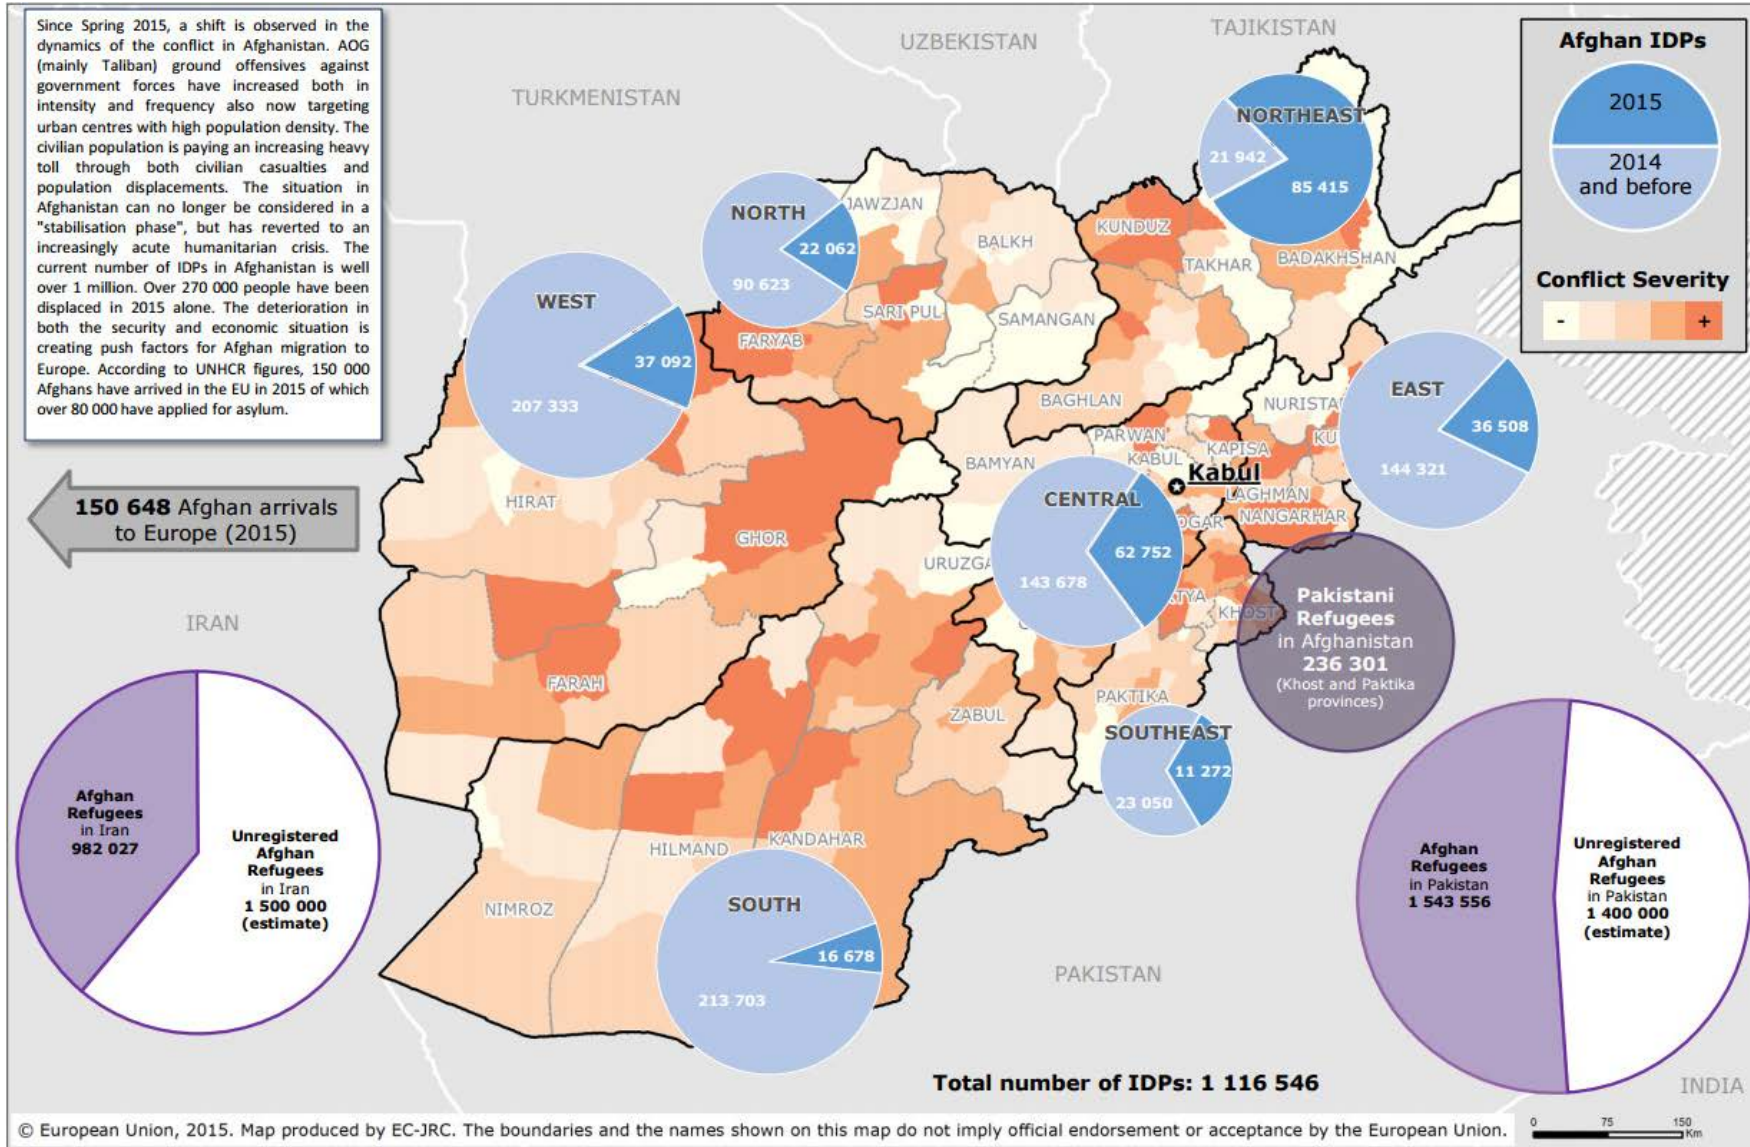 Since Spring 2015, a shift is observed in the
dynamics of the conflict in Afghanistan. AOG
(mainly Taliban) ground offensives against
government forces have increased both in
intensity and frequency also now targeting
urban centres with high population density. The
civilian population is paying an increasing heavy
toll through both civilian casualties and
population displacements. The situation in
Afghanistan can no longer be considered in a
"stabilisation phase", but has reverted to an
increasingly acute humanitarian crisis. The
current number of IDPs in Afghanistan is well
over 1 million. Over 270 000 people have been
displaced in 2015 alone. The deterioration in
both the security and economic situation is
creating push factors for Afghan migration to
Europe. According to UNHCR figures, 150 000
Afghans have arrived in the EU in 2015 of which
over 80 000 have applied for asylum.
UZBEKISTAN
TAJIKISTAN
TURKMENISTAN
Afghan IDPs
2015
2014
and before
Conflict Severity
-
+
NORTHEAST
21 942
85 415
NORTH
22 062
90 623
WEST
37 092
207 333
EAST
36 508
144 321
CENTRAL
62 752
143 678
SOUTHEAST
11 272
23 050
SOUTH
16 678
213 703
JAWZJAN
BALKH
KUNDUZ
TAKHAR
BADAKHSHAN
SARI PUL
SAMANGAN
FARYAB
BAGHLAN
NURISTA
PARWAN
KAPISA
KU
KABUL
Kabul
BAMYAN
LAGHMAN
OGAR
NANGARHAR
HIRAT
GHOR
URUZGA
TYA
KHOST
FARAH
ZABUL
PAKTIKA
HILMAND
KANDAHAR
NIMROZ
150 648 Afghan arrivals
to Europe (2015)
IRAN
Pakistani
Refugees
in Afghanistan
236 301
(Khost and Paktika
provinces)
Afghan
Refugees
in Iran
982 027
Unregistered
Afghan
Refugees
in Iran
1 500 000
(estimate)
Afghan
Refugees
in Pakistan
1 543 556
Unregistered
Afghan
Refugees
in Pakistan
1 400 000
(estimate)
PAKISTAN
INDIA
Total number of IDPs: 1 116 546
© European Union, 2015. Map produced by EC-JRC. The boundaries and the names shown on this map do not imply official endorsement or acceptance by the European Union.
0 75 150
Km